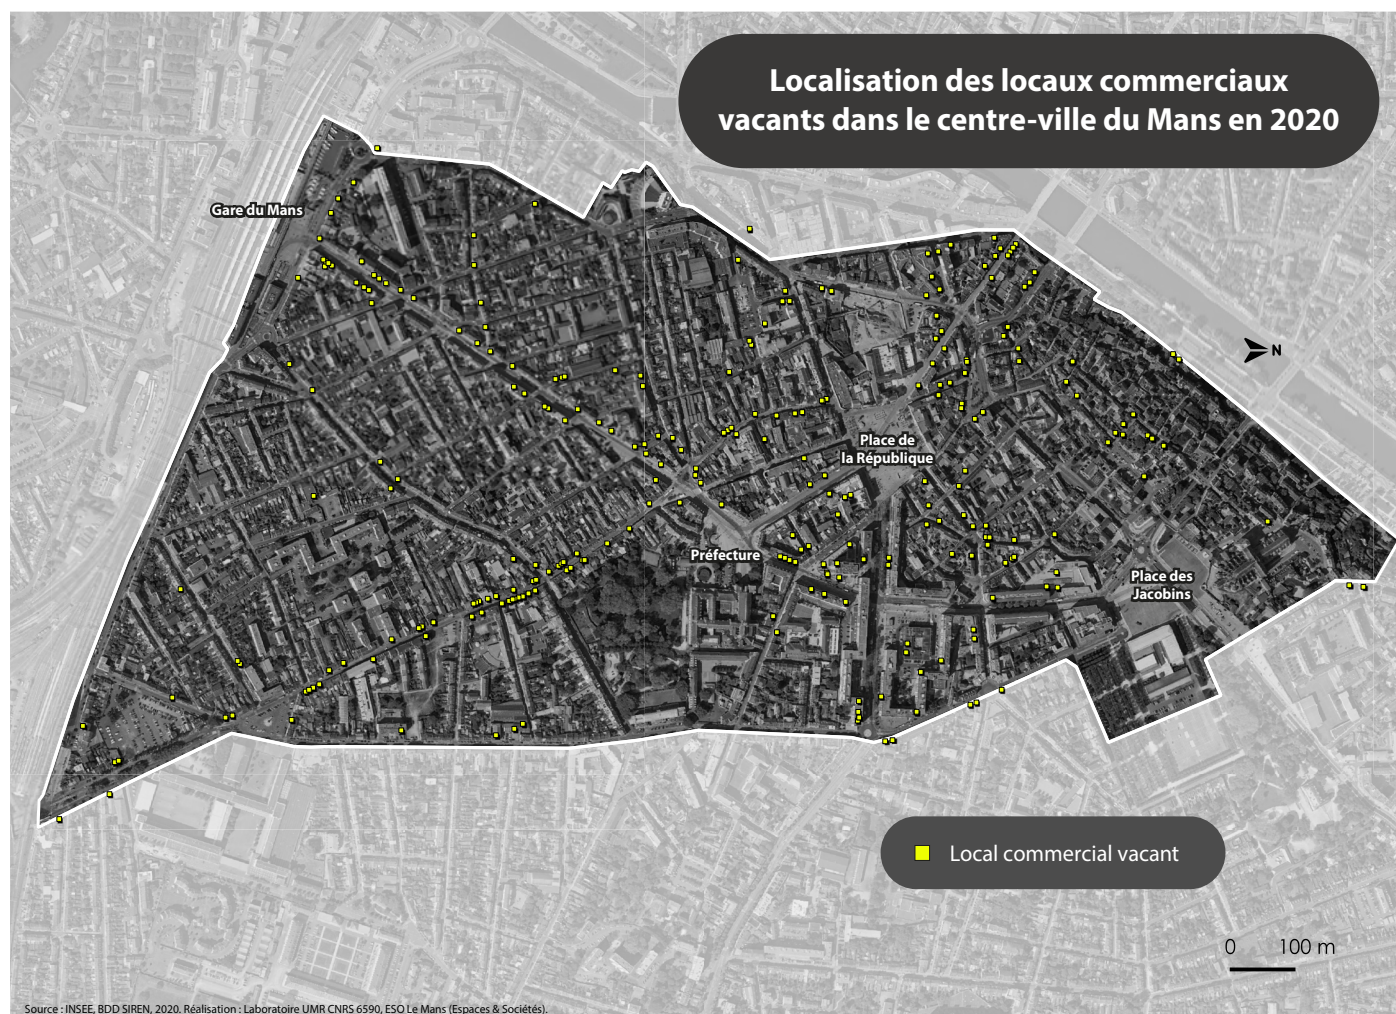 Localisation des locaux commerciaux
vacants dans le centre-ville du Mans en 2020
Gare du Mans
N
Place de
la République
Préfecture
Place des
Jacobins
Local commercial vacant
0 100 m
Source : INSEE, BDD SIREN, 2020. Réalisation : Laboratoire UMR CNRS 6590, ESO Le Mans (Espaces & Sociétés).